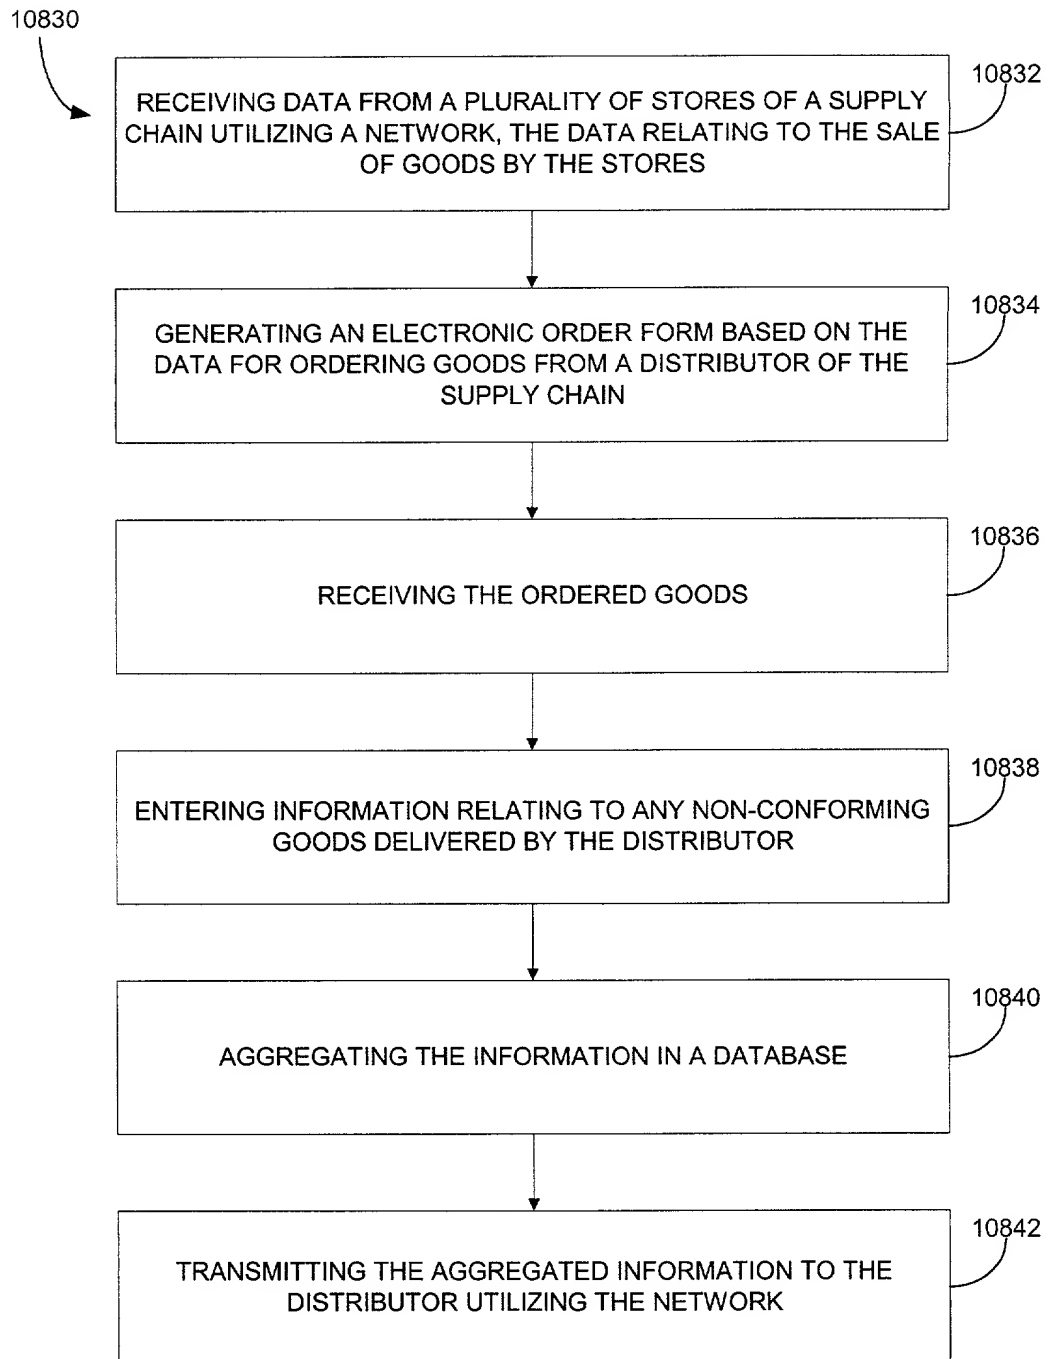 10830
10832
RECEIVING DATA FROM A PLURALITY OF STORES OF A SUPPLY
CHAIN UTILIZING A NETWORK, THE DATA RELATING TO THE SALE
OF GOODS BY THE STORES
10834
GENERATING AN ELECTRONIC ORDER FORM BASED ON THE
DATA FOR ORDERING GOODS FROM A DISTRIBUTOR OF THE
SUPPLY CHAIN
10836
RECEIVING THE ORDERED GOODS
10838
ENTERING INFORMATION RELATING TO ANY NON-CONFORMING
GOODS DELIVERED BY THE DISTRIBUTOR
10840
AGGREGATING THE INFORMATION IN A DATABASE
10842
TRANSMITTING THE AGGREGATED INFORMATION TO THE
DISTRIBUTOR UTILIZING THE NETWORK